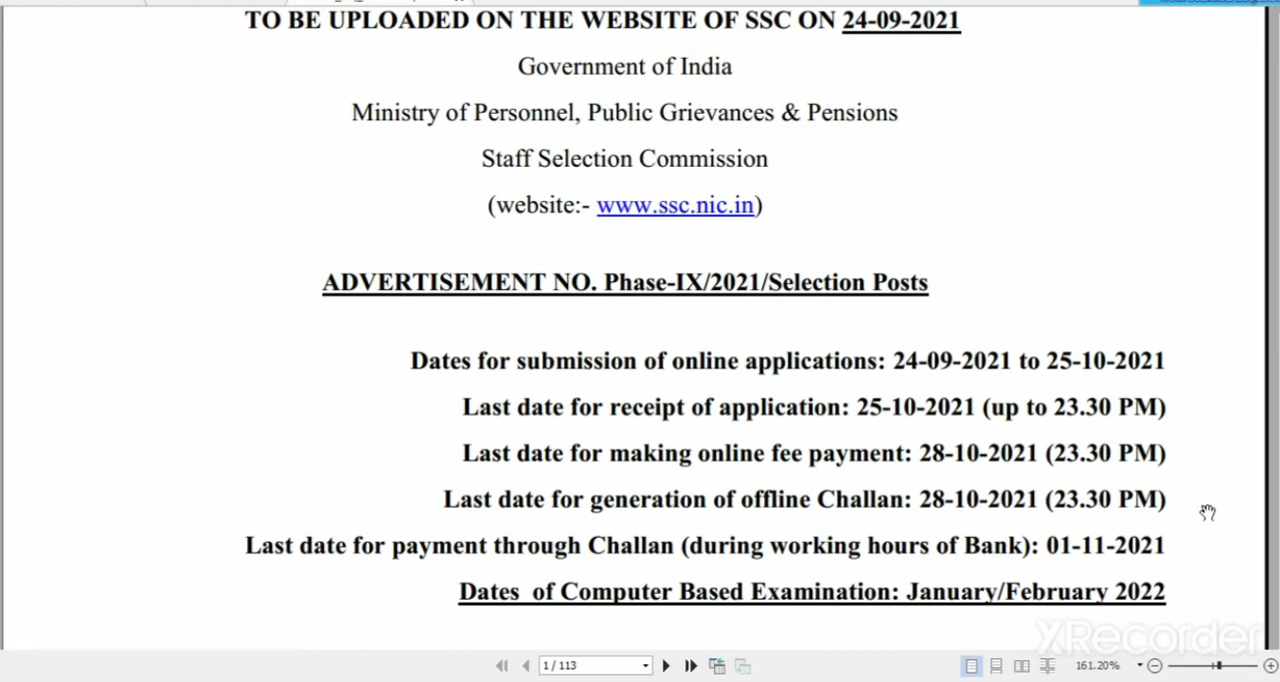 TO BE UPLOADED ON THE WEBSITE OF SSC ON 24-09-2021
Government of India
Ministry of Personnel, Public Grievances & Pensions
Staff Selection Commission
(website:- www.ssc.nic.in)
ADVERTISEMENT NO. Phase-IX/2021/Selection Posts
Dates for submission of online applications: 24-09-2021 to 25-10-2021
Last date for receipt of application: 25-10-2021 (up to 23.30 PM)
Last date for making online fee payment: 28-10-2021 (23.30 PM)
Last date for generation of offline Challan: 28-10-2021 (23.30 PM)
Last date for payment through Challan (during working hours of Bank): 01-11-2021
Dates of Computer Based Examination: January/February 2022
XRecorder
1 / 113
161.20%